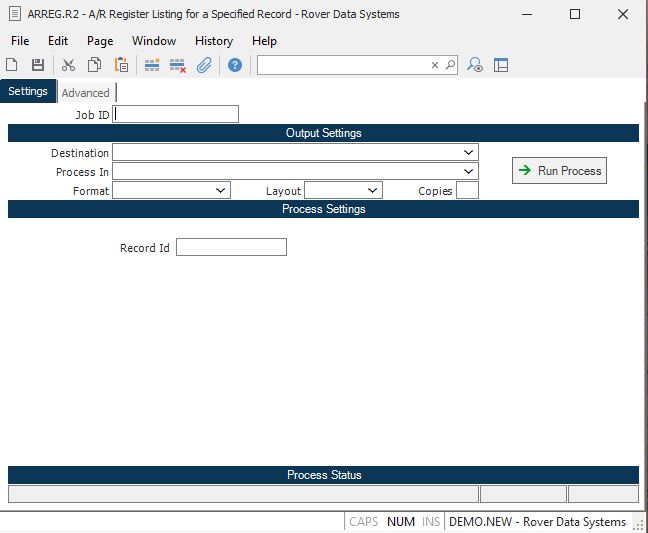 ARREG.R2 - A/R Register Listing for a Specified Record - Rover Data Systems
File Edit Page Window History Help
Settings Advanced
Job ID
Output Settings
Destination
Process In
Run Process
Format Layout Copies
Process Settings
Record Id
Process Status
CAPS NUM INS DEMO.NEW - Rover Data Systems